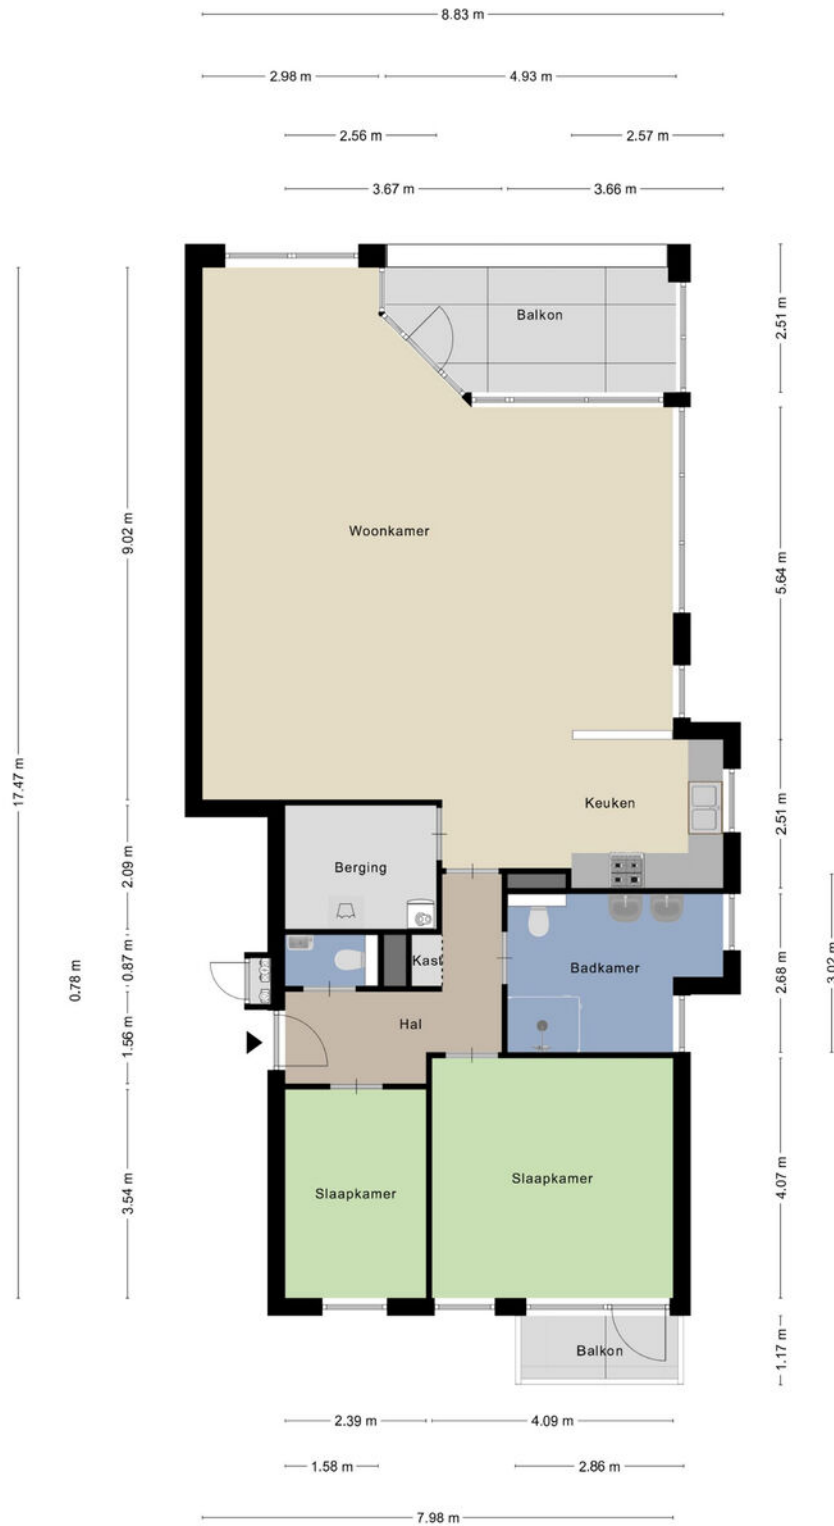 8.83 m
2.98 m
4.93 m
2.56 m
2.57 m
3.67 m
3.66 m
Balkon
2.51 m
Woonkamer
9.02 m
5.64 m
17.47 m
Keuken
2.51 m
Berging
2.09 m
Kast
Badkamer
0.87 m
0.78 m
2.68 m
3.02 m
Hal
1.56 m
Slaapkamer
Slaapkamer
3.54 m
4.07 m
Balkon
1.17 m
2.39 m
4.09 m
1.58 m
2.86 m
7.98 m